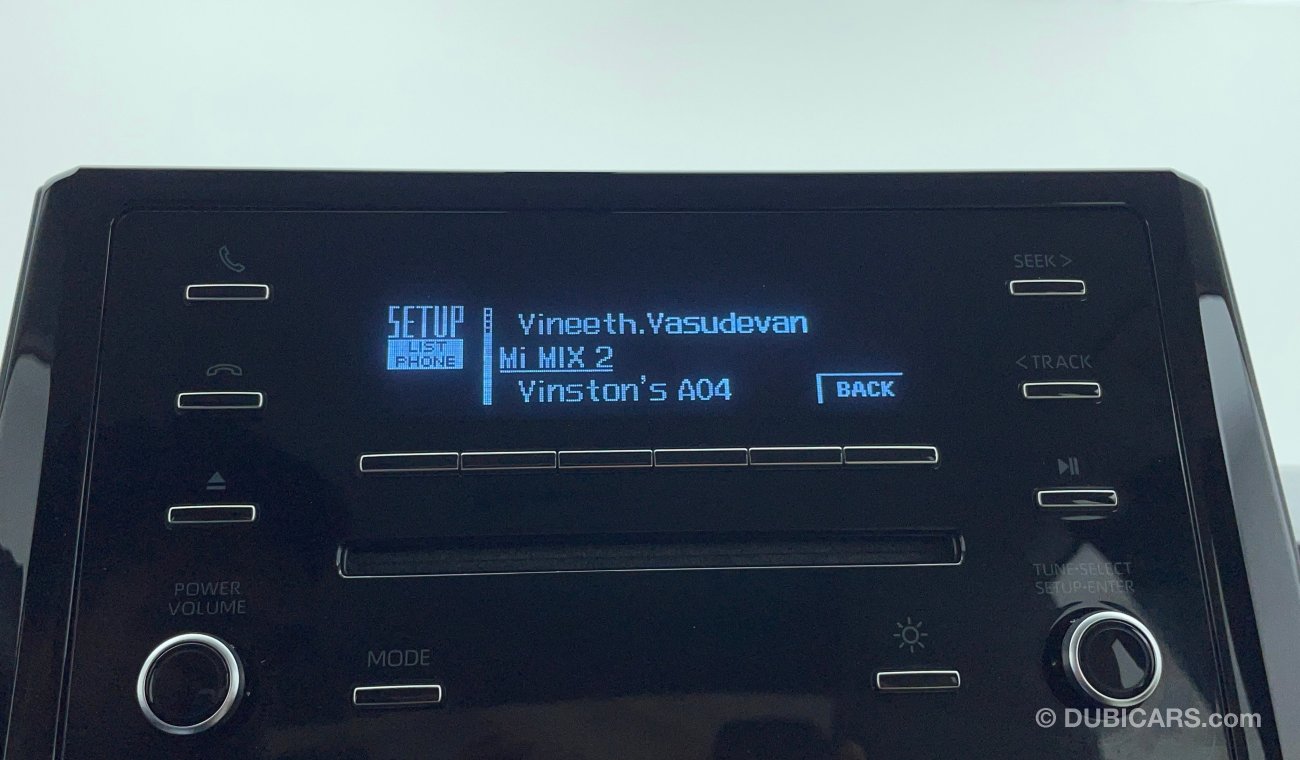 SEEK >
SETUP
LIST
PHONE
Vineeth.Vasudevan
Mi MIX 2
Vinston's A04
BACK
< TRACK
POWER
VOLUME
TUNE•SELECT
SETUP•ENTER
MODE
© DUBICARS.com